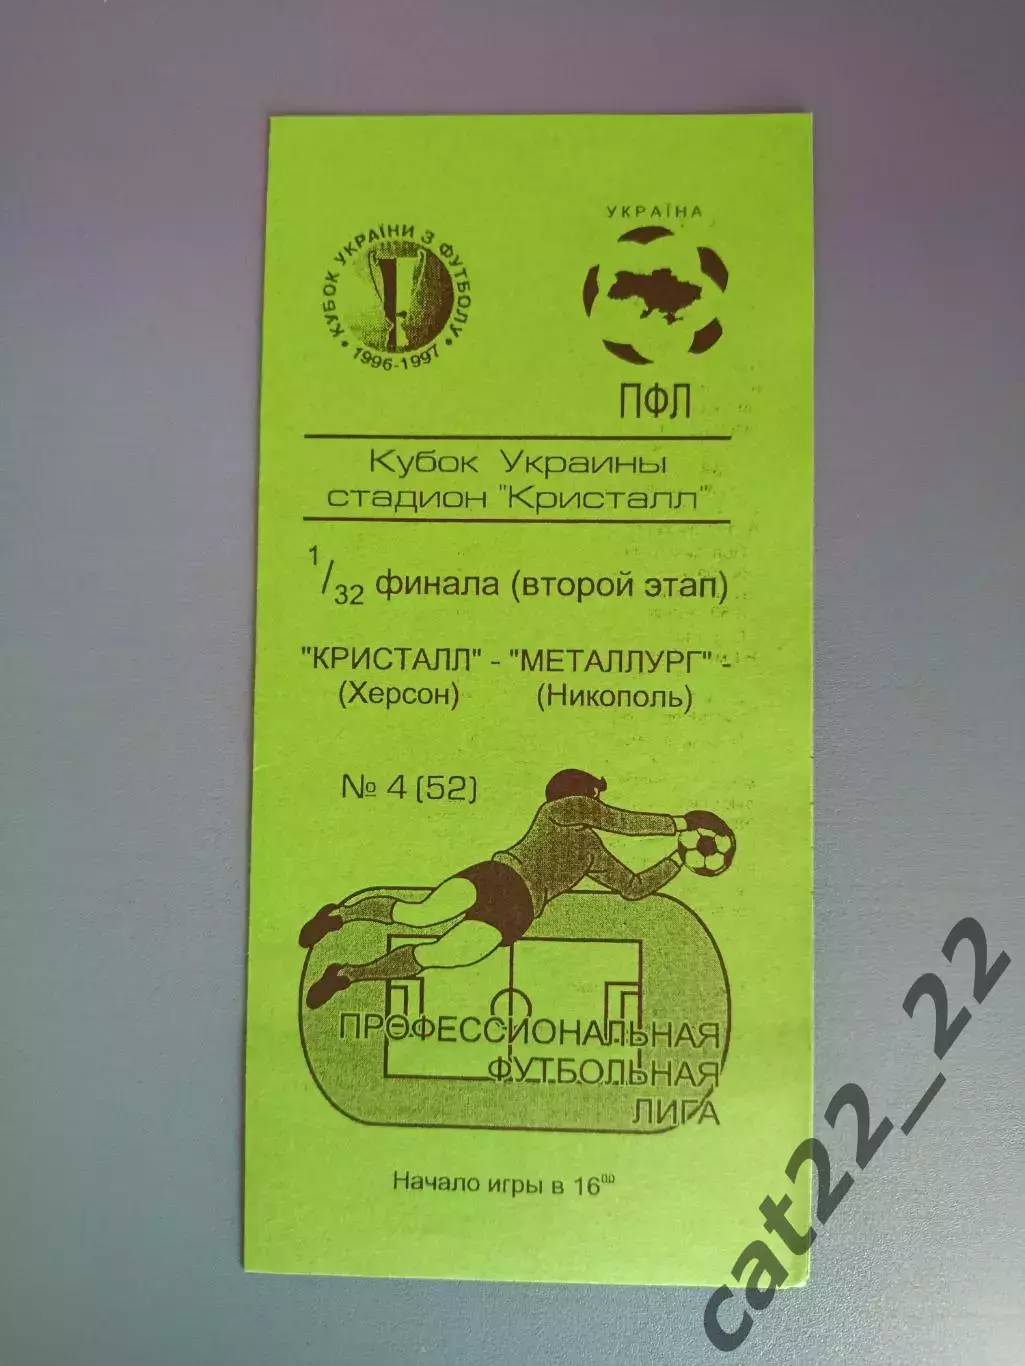 КУБОК УКРАЇНИ З ФУТБОЛУ
• 1996-1997 •
УКРАЇНА
ПФЛ
Кубок Украины
стадион "Кристалл"
1/32 финала (второй этап)
"КРИСТАЛЛ" - "МЕТАЛЛУРГ" -
(Херсон) (Никополь)
№ 4 (52)
ПРОФЕССИОНАЛЬНАЯ
ФУТБОЛЬНАЯ
ЛИГА
Начало игры в 16⁰⁰
cat22_22